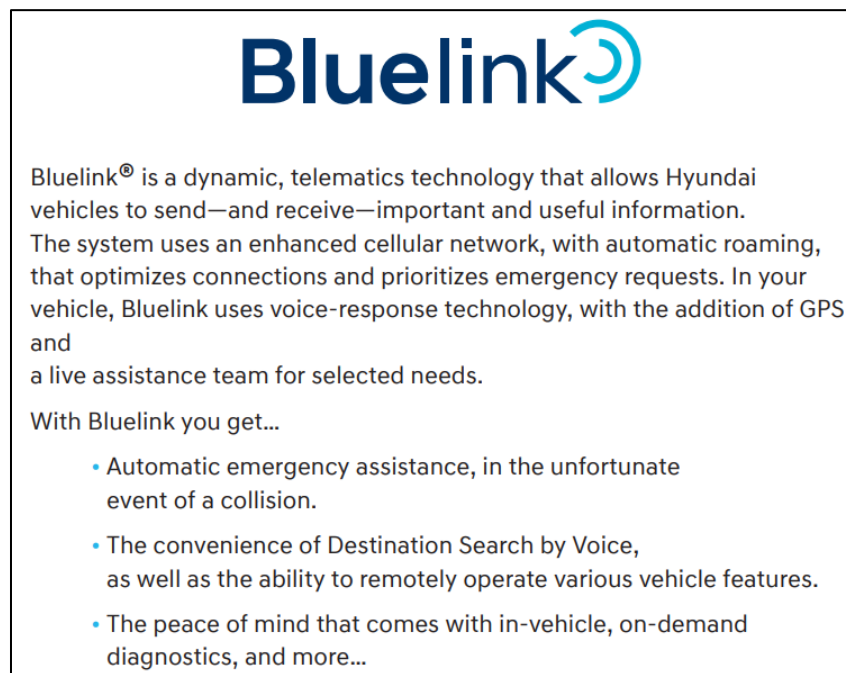 Bluelink
Bluelink® is a dynamic, telematics technology that allows Hyundai
vehicles to send—and receive—important and useful information.
The system uses an enhanced cellular network, with automatic roaming,
that optimizes connections and prioritizes emergency requests. In your
vehicle, Bluelink uses voice-response technology, with the addition of GPS
and
a live assistance team for selected needs.
With Bluelink you get…
• Automatic emergency assistance, in the unfortunate
event of a collision.
• The convenience of Destination Search by Voice,
as well as the ability to remotely operate various vehicle features.
• The peace of mind that comes with in-vehicle, on-demand
diagnostics, and more…